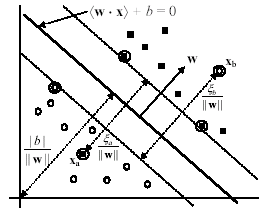 ⟨w · x⟩ + b = 0
x_b
w
ξ_b / ||w||
|b| / ||w||
ξ_a / ||w||
x_a